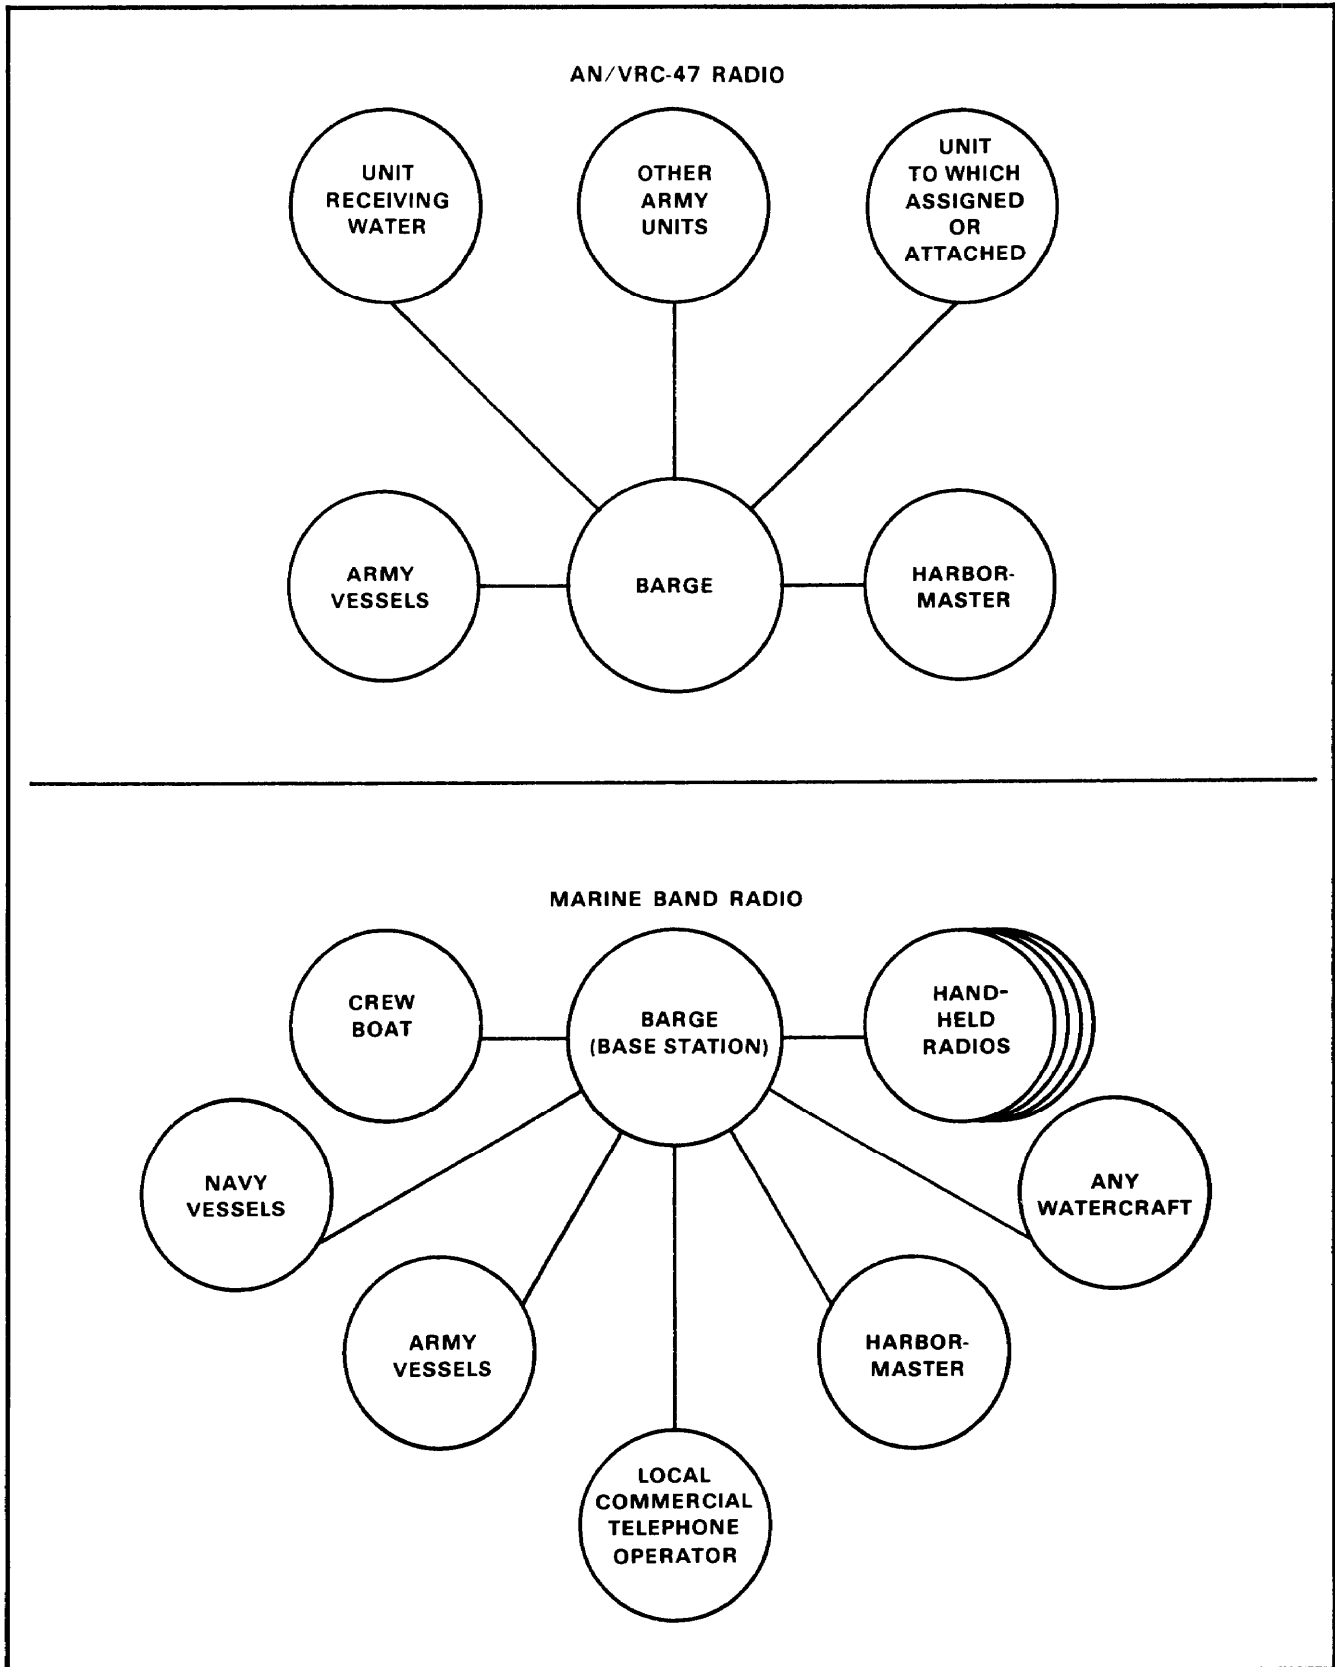 AN/VRC-47 RADIO
UNIT
RECEIVING
WATER
OTHER
ARMY
UNITS
UNIT
TO WHICH
ASSIGNED
OR
ATTACHED
ARMY
VESSELS
BARGE
HARBOR-
MASTER
MARINE BAND RADIO
CREW
BOAT
BARGE
(BASE STATION)
HAND-
HELD
RADIOS
NAVY
VESSELS
ANY
WATERCRAFT
ARMY
VESSELS
HARBOR-
MASTER
LOCAL
COMMERCIAL
TELEPHONE
OPERATOR